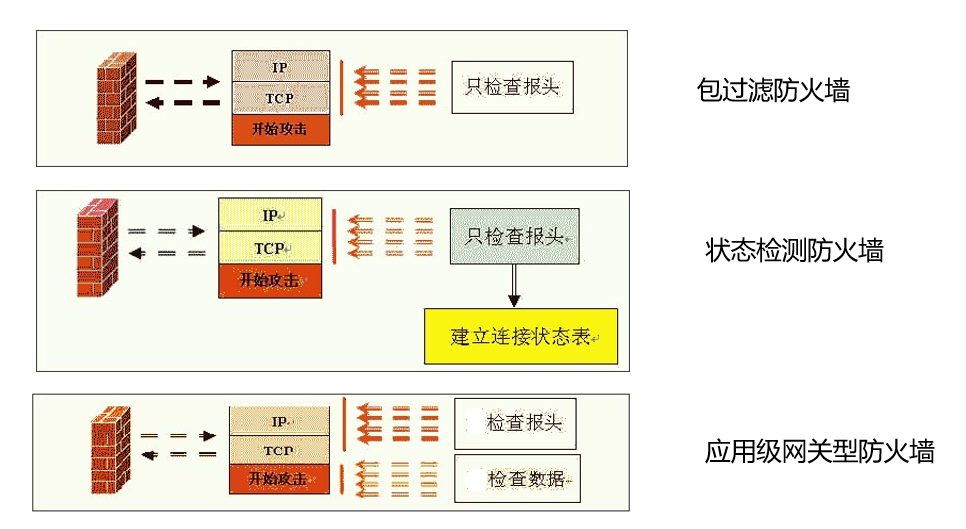 IP
TCP
开始攻击
只检查报头
包过滤防火墙
IP
TCP
开始攻击
只检查报头
建立连接状态表
状态检测防火墙
IP
TCP
开始攻击
检查报头
检查数据
应用级网关型防火墙